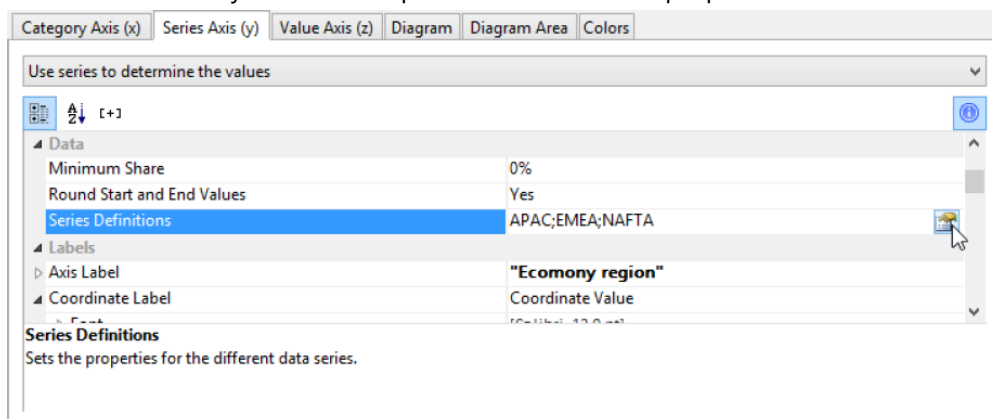 Category Axis (x) Series Axis (y) Value Axis (z) Diagram Diagram Area Colors
Use series to determine the values
A Z [+]
Data
Minimum Share 0%
Round Start and End Values Yes
Series Definitions APAC;EMEA;NAFTA
Labels
Axis Label "Ecomony region"
Coordinate Label Coordinate Value
Series Definitions
Sets the properties for the different data series.